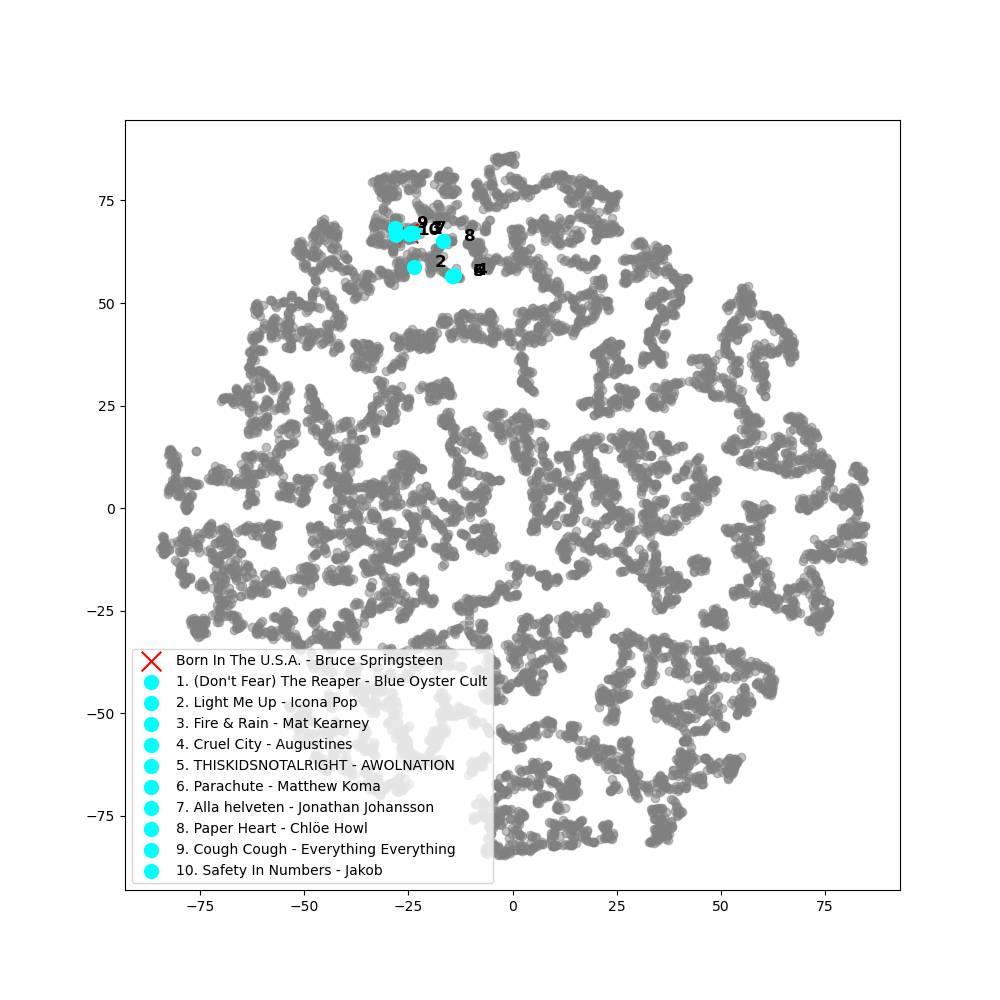 75
50
25
0
−25
−50
−75
9
10
7
8
2
4
Born In The U.S.A. - Bruce Springsteen
1. (Don't Fear) The Reaper - Blue Oyster Cult
2. Light Me Up - Icona Pop
3. Fire & Rain - Mat Kearney
4. Cruel City - Augustines
5. THISKIDSNOTALRIGHT - AWOLNATION
6. Parachute - Matthew Koma
7. Alla helveten - Jonathan Johansson
8. Paper Heart - Chlöe Howl
9. Cough Cough - Everything Everything
10. Safety In Numbers - Jakob
−75 −50 −25 0 25 50 75